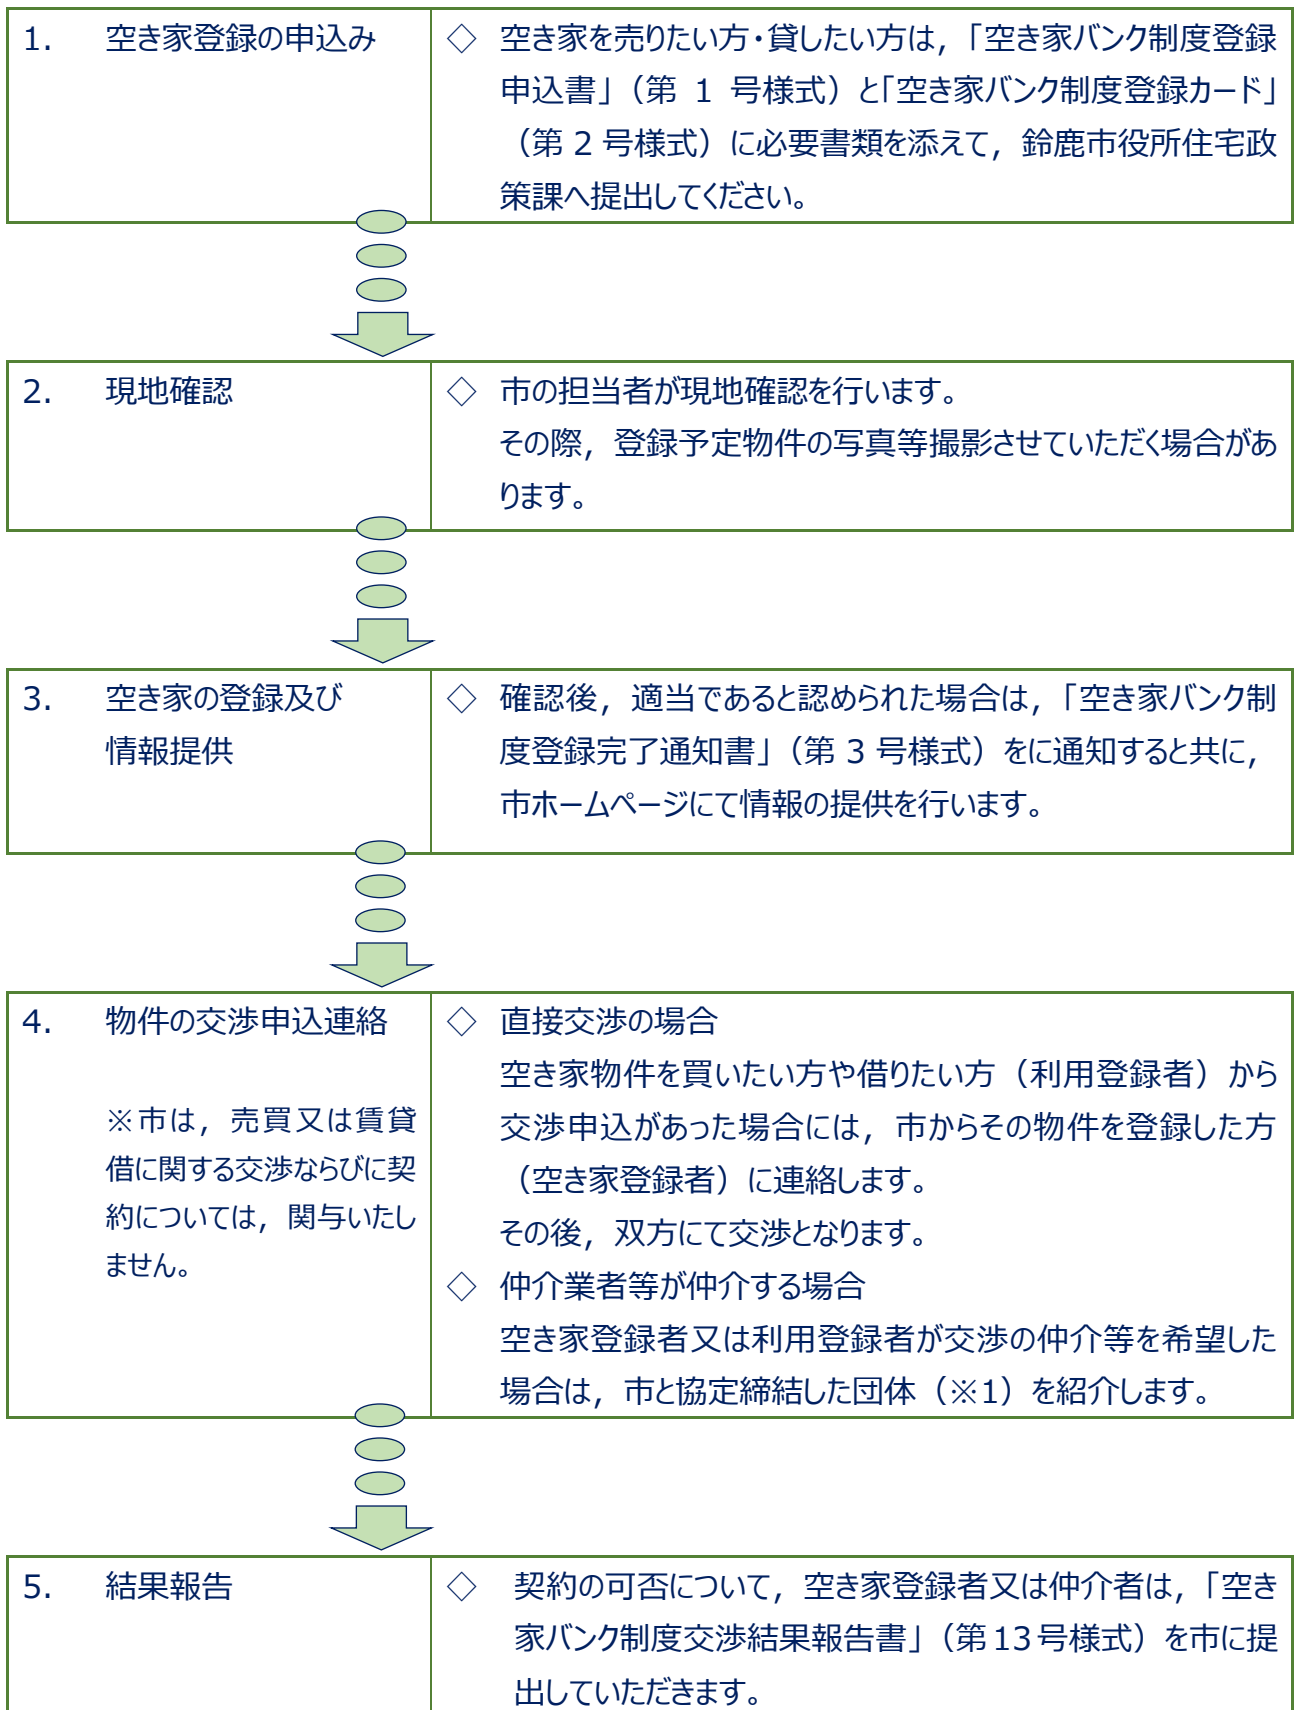 1. 空き家登録の申込み
◇ 空き家を売りたい方・貸したい方は，「空き家バンク制度登録
申込書」（第 1 号様式）と「空き家バンク制度登録カード」
（第 2 号様式）に必要書類を添えて，鈴鹿市役所住宅政
策課へ提出してください。
2. 現地確認
◇ 市の担当者が現地確認を行います。
その際，登録予定物件の写真等撮影させていただく場合があ
ります。
3. 空き家の登録及び
情報提供
◇ 確認後，適当であると認められた場合は，「空き家バンク制
度登録完了通知書」（第 3 号様式）をに通知すると共に，
市ホームページにて情報の提供を行います。
4. 物件の交渉申込連絡
※市は，売買又は賃貸
借に関する交渉ならびに契
約については，関与いたし
ません。
◇ 直接交渉の場合
空き家物件を買いたい方や借りたい方（利用登録者）から
交渉申込があった場合には，市からその物件を登録した方
（空き家登録者）に連絡します。
その後，双方にて交渉となります。
◇ 仲介業者等が仲介する場合
空き家登録者又は利用登録者が交渉の仲介等を希望した
場合は，市と協定締結した団体（※1）を紹介します。
5. 結果報告
◇ 契約の可否について，空き家登録者又は仲介者は，「空き
家バンク制度交渉結果報告書」（第 13 号様式）を市に提
出していただきます。